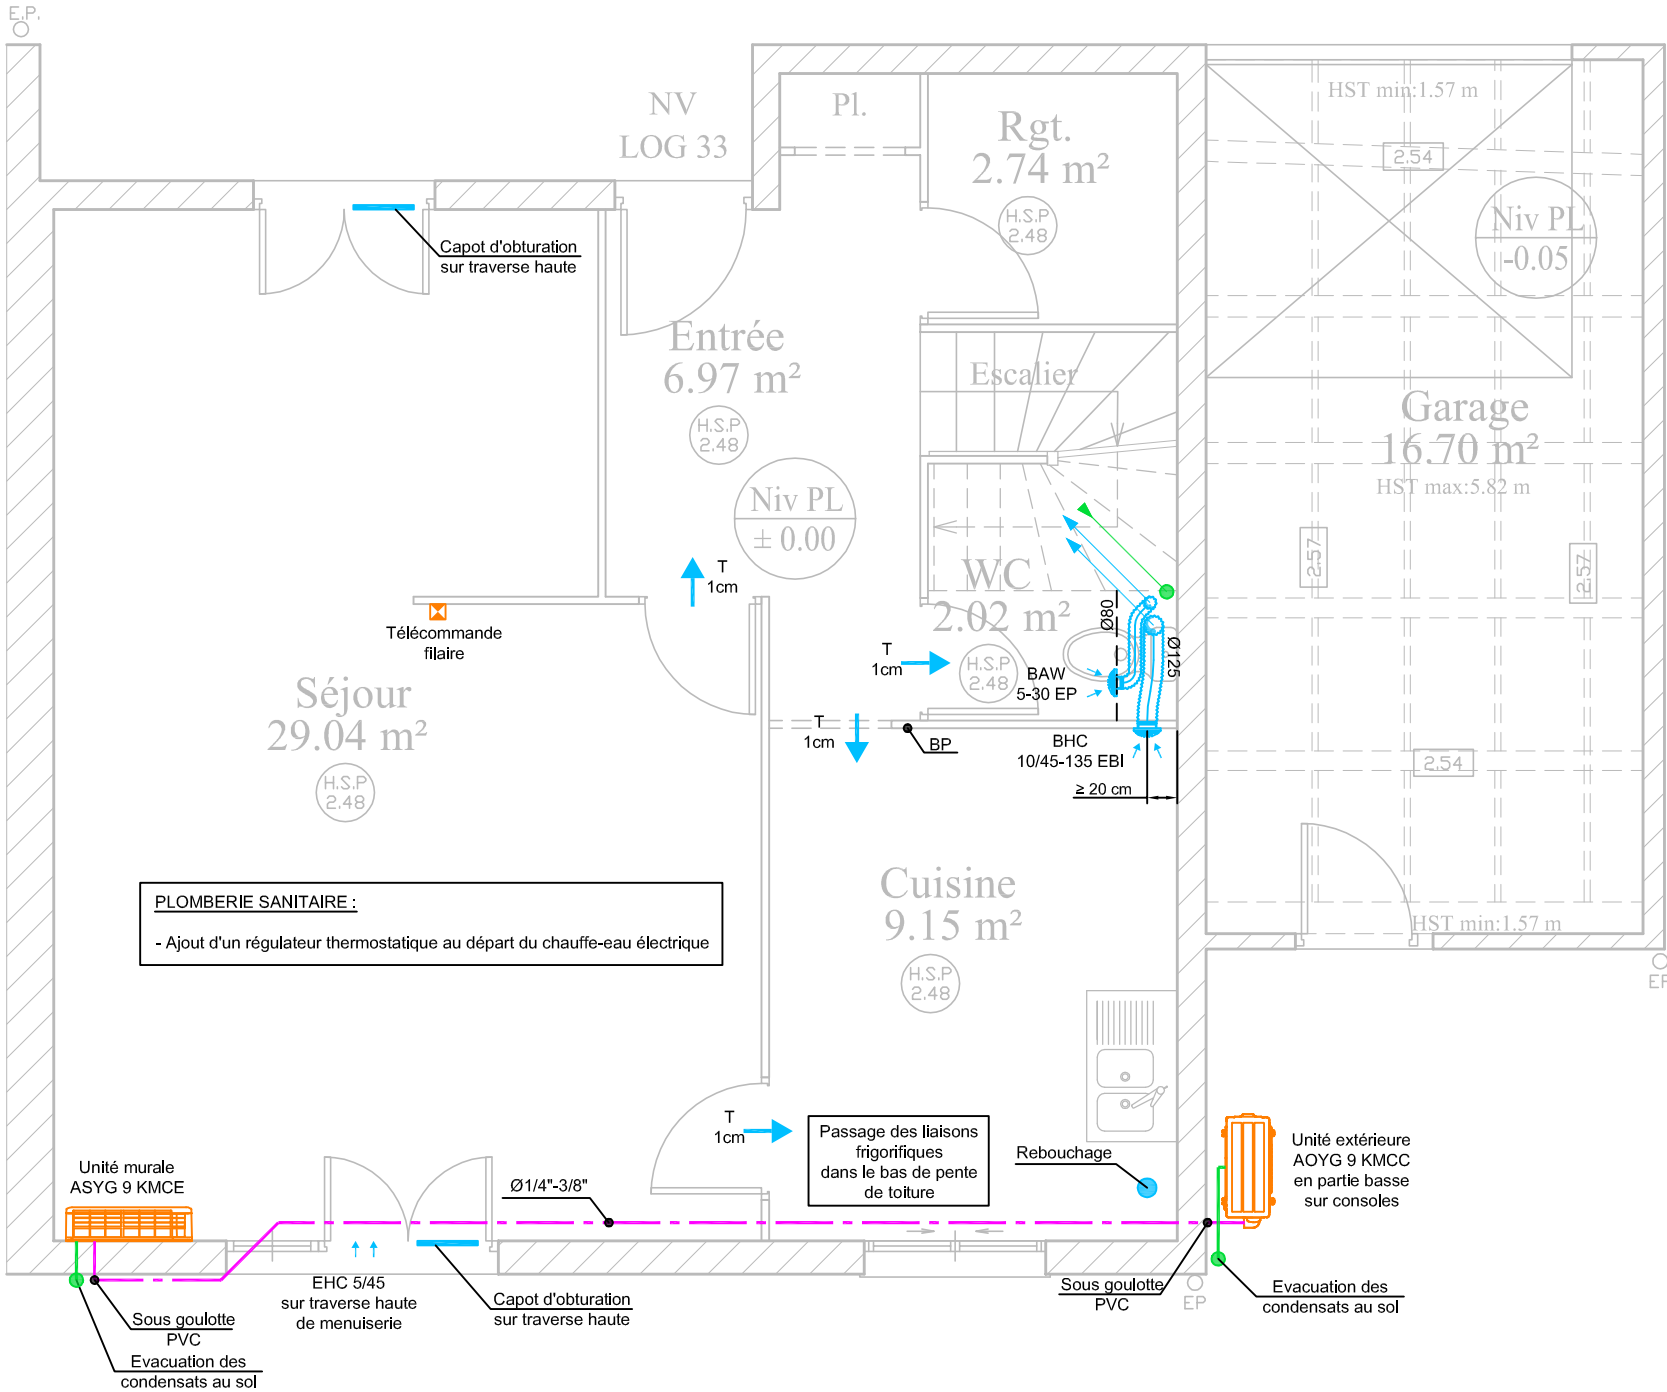 E.P.
NV
LOG 33
Pl.
Rgt.
2.74 m²
H.S.P
2.48
HST min:1.57 m
2.54
Niv PL
-0.05
Capot d'obturation
sur traverse haute
Entrée
6.97 m²
H.S.P
2.48
Escalier
Niv PL
± 0.00
Garage
16.70 m²
HST max:5.82 m
2.57
2.57
T
1cm
WC
2.02 m²
H.S.P
2.48
Ø80
Ø125
Télécommande
filaire
T
1cm
BAW
5-30 EP
Séjour
29.04 m²
H.S.P
2.48
T
1cm
BP
BHC
10/45-135 EBI
≥ 20 cm
2.54
PLOMBERIE SANITAIRE :
- Ajout d'un régulateur thermostatique au départ du chauffe-eau électrique
Cuisine
9.15 m²
H.S.P
2.48
HST min:1.57 m
EP
T
1cm
Passage des liaisons
frigorifiques
dans le bas de pente
de toiture
Rebouchage
Unité extérieure
AOYG 9 KMCC
en partie basse
sur consoles
Unité murale
ASYG 9 KMCE
Ø1/4"-3/8"
EHC 5/45
sur traverse haute
de menuiserie
Capot d'obturation
sur traverse haute
Sous goulotte
PVC
EP
Evacuation des
condensats au sol
Sous goulotte
PVC
Evacuation des
condensats au sol